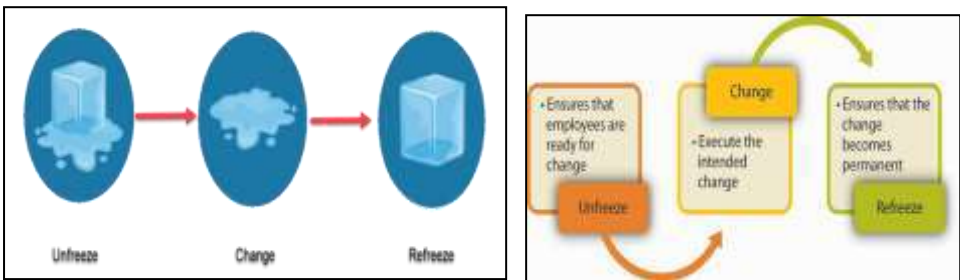 Unfreeze
Change
Refreeze
• Ensures that
employees are
ready for
change
Unfreeze
Change
• Execute the
intended
change
• Ensures that the
change
becomes
permanent
Refreeze